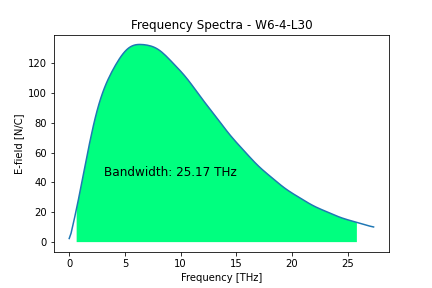 Frequency Spectra - W6-4-L30
E-field [N/C]
120
100
80
60
40
20
0
Bandwidth: 25.17 THz
0 5 10 15 20 25
Frequency [THz]